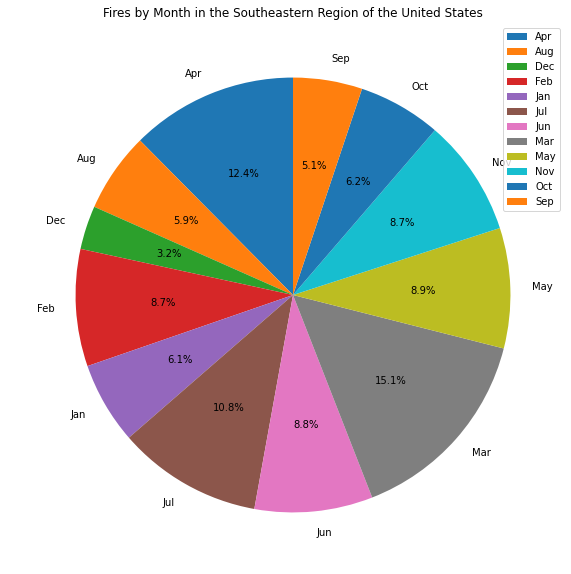 Fires by Month in the Southeastern Region of the United States
Apr
Aug
Dec
Feb
Jan
Jul
Jun
Mar
May
Nov
Oct
Sep
Sep
Apr
Oct
Aug
Nov
12.4%
5.1%
6.2%
5.9%
8.7%
Dec
3.2%
May
8.9%
Feb
8.7%
Jan
6.1%
15.1%
10.8%
8.8%
Mar
Jul
Jun